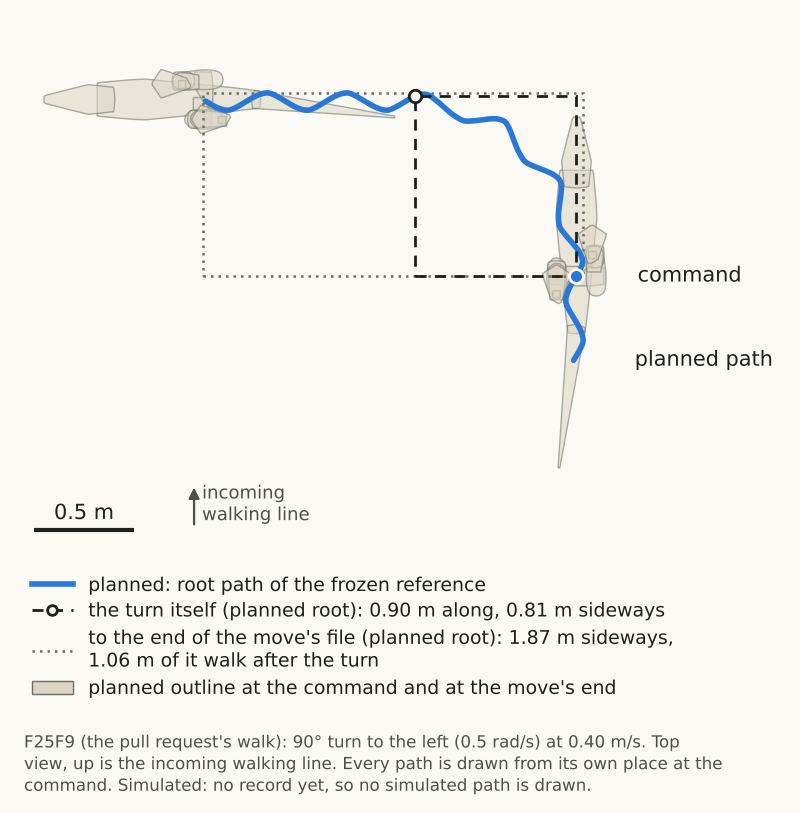 command
planned path
0.5 m
incoming
walking line
planned: root path of the frozen reference
the turn itself (planned root): 0.90 m along, 0.81 m sideways
to the end of the move's file (planned root): 1.87 m sideways,
1.06 m of it walk after the turn
planned outline at the command and at the move's end
F25F9 (the pull request's walk): 90° turn to the left (0.5 rad/s) at 0.40 m/s. Top
view, up is the incoming walking line. Every path is drawn from its own place at the
command. Simulated: no record yet, so no simulated path is drawn.